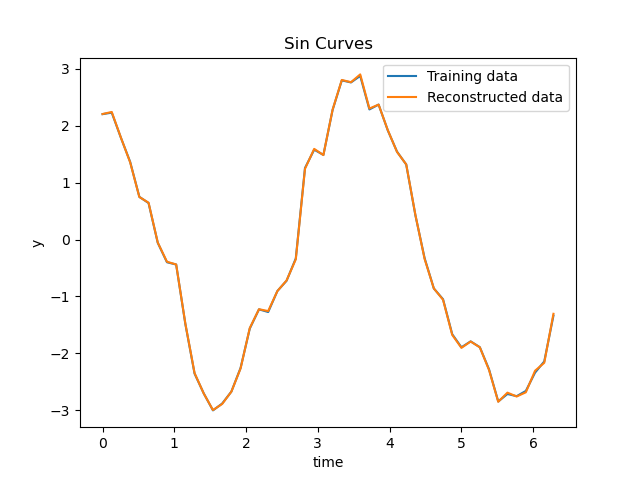 Sin Curves
Training data
Reconstructed data
3
2
1
0
−1
−2
−3
y
0 1 2 3 4 5 6
time